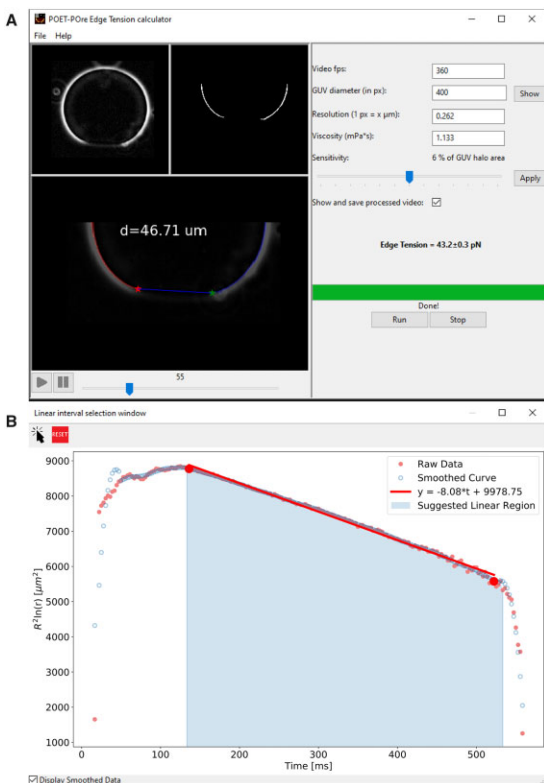 A
POET-POre Edge Tension calculator
File Help
Video fps: 360
GUV diameter (in px): 400 Show
Resolution (1 px = x µm): 0.262
Viscosity (mPa*s): 1.133
Sensitivity: 6 % of GUV halo area
Apply
Show and save processed video:
d=46.71 um
Edge Tension = 43.2±0.3 pN
Done!
Run Stop
55
B
Linear interval selection window
RESET
Raw Data
Smoothed Curve
y = -8.08*t + 9978.75
Suggested Linear Region
9000
8000
7000
6000
5000
4000
3000
2000
1000
R²ln(r) [µm²]
0 100 200 300 400 500
Time [ms]
Display Smoothed Data